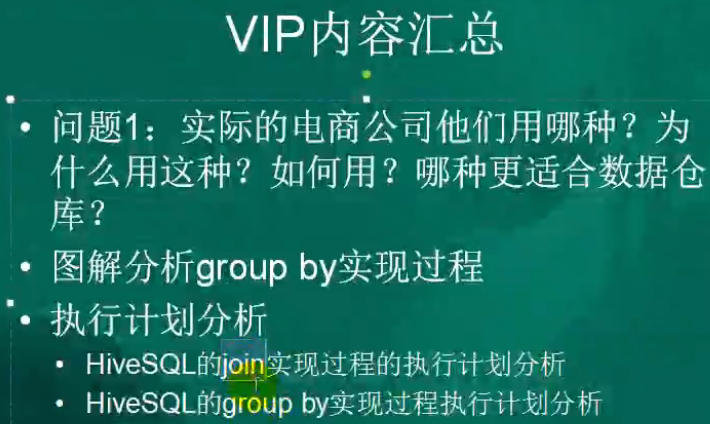 VIP内容汇总
• 问题1：实际的电商公司他们用哪种？为
什么用这种？如何用？哪种更适合数据仓
库？
• 图解分析group by实现过程
• 执行计划分析
• HiveSQL的join实现过程的执行计划分析
• HiveSQL的group by实现过程执行计划分析